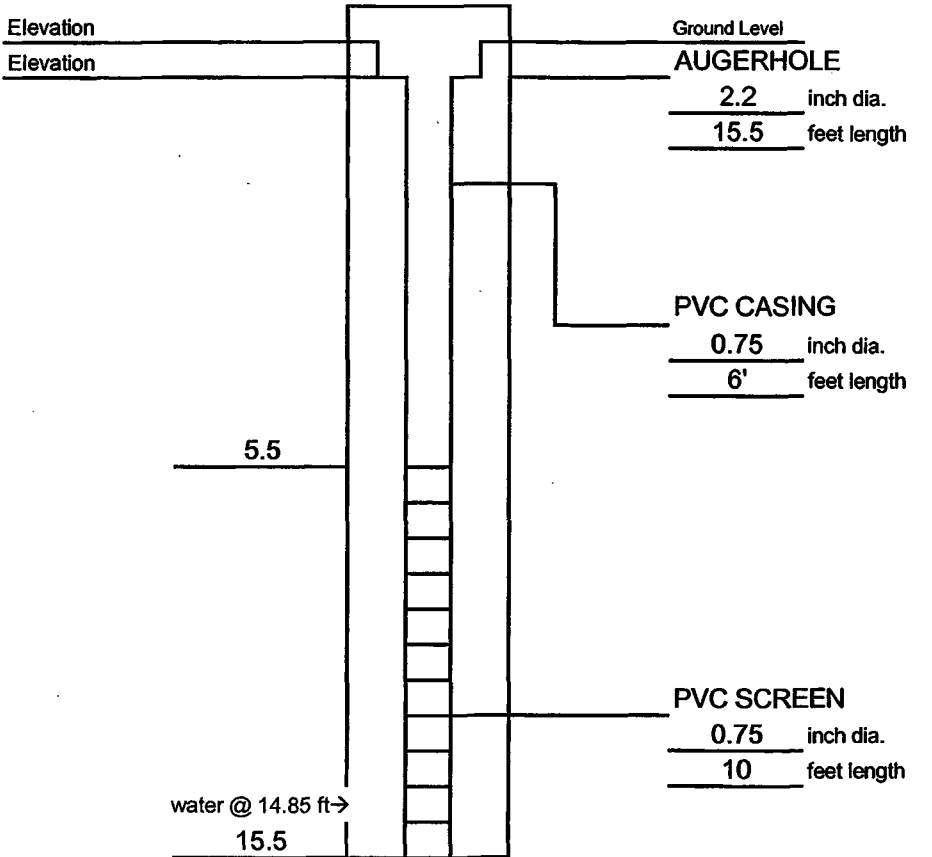 Elevation
Ground Level
Elevation
AUGERHOLE
2.2 inch dia.
15.5 feet length
PVC CASING
0.75 inch dia.
6' feet length
5.5
PVC SCREEN
0.75 inch dia.
10 feet length
water @ 14.85 ft→
15.5